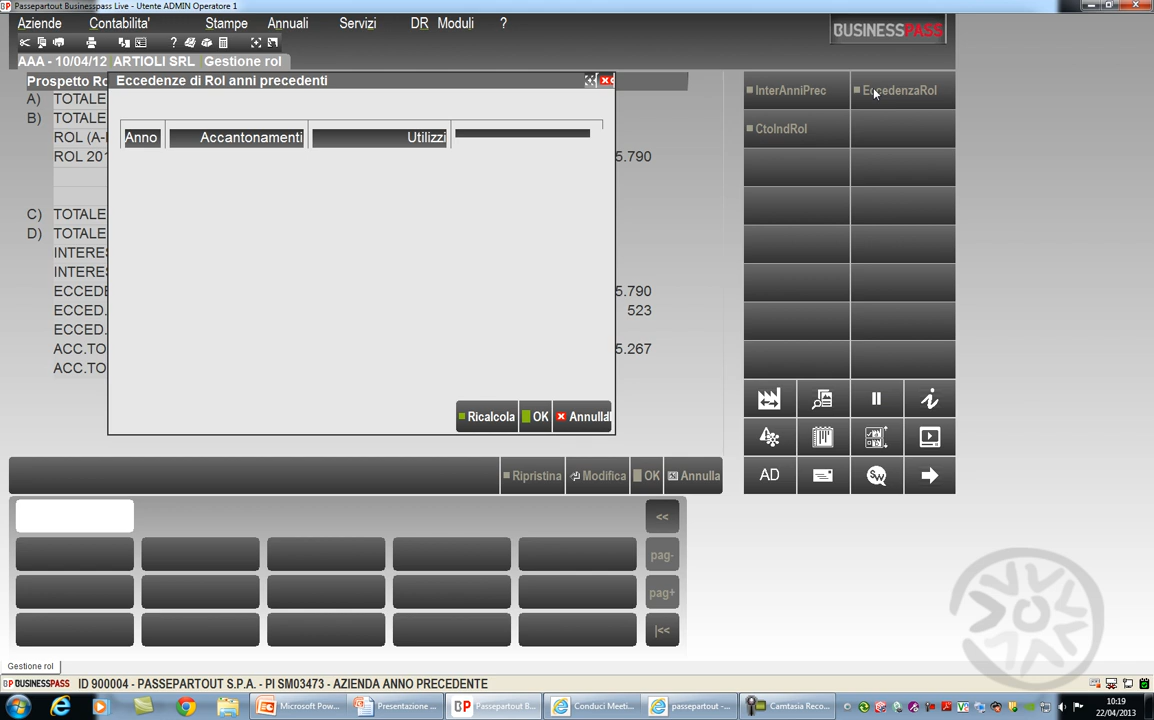 Passepartout Businesspass Live - Utente ADMIN Operatore 1
Aziende Contabilita' Stampe Annuali Servizi DR Moduli ?
BUSINESSPASS
AAA - 10/04/12 ARTIOLI SRL Gestione rol
Prospetto Ro
Eccedenze di Rol anni precedenti
InterAnniPrec EccedenzaRol
CtoIndRol
A) TOTALE
B) TOTALE
ROL (A-
ROL 201 5.790
C) TOTALE
D) TOTALE
INTERES
INTERES
ECCEDE 5.790
ECCED. 523
ECCED.
ACC.TO 5.267
ACC.TO
Anno Accantonamenti Utilizzi
Ricalcola OK Annulla
Ripristina Modifica OK Annulla
AD SW
<<
pag-
pag+
|<<
Gestione rol
BUSINESSPASS ID 900004 - PASSEPARTOUT S.P.A. - PI SM03473 - AZIENDA ANNO PRECEDENTE
Microsoft Pow... Presentazione ... Passepartout B... Conduci Meeti... passepartout -... Camtasia Reco...
10:19
22/04/2013